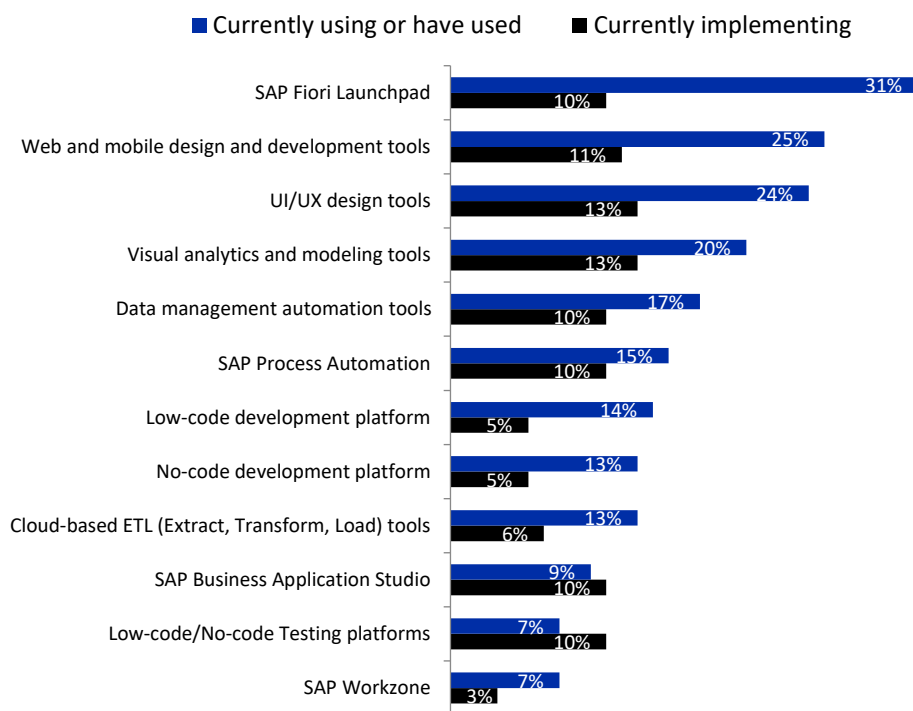 Currently using or have used Currently implementing
SAP Fiori Launchpad 31%
10%
Web and mobile design and development tools 25%
11%
UI/UX design tools 24%
13%
Visual analytics and modeling tools 20%
13%
Data management automation tools 17%
10%
SAP Process Automation 15%
10%
Low-code development platform 14%
5%
No-code development platform 13%
5%
Cloud-based ETL (Extract, Transform, Load) tools 13%
6%
SAP Business Application Studio 9%
10%
Low-code/No-code Testing platforms 7%
10%
SAP Workzone 7%
3%